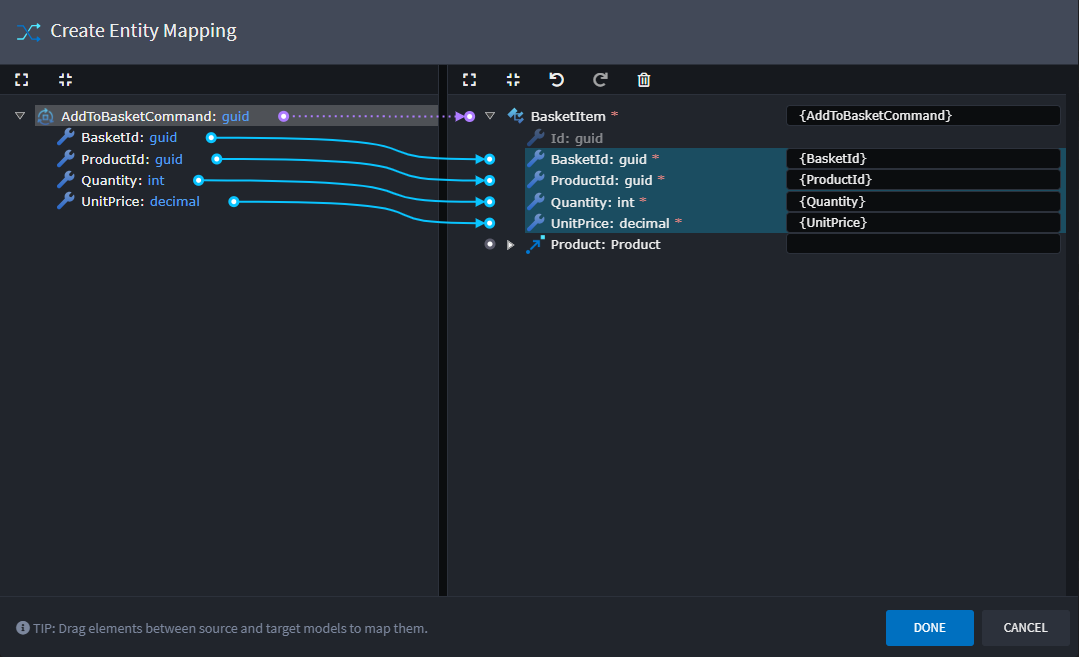 Create Entity Mapping
AddToBasketCommand: guid
BasketId: guid
ProductId: guid
Quantity: int
UnitPrice: decimal
BasketItem * {AddToBasketCommand}
Id: guid
BasketId: guid * {BasketId}
ProductId: guid * {ProductId}
Quantity: int * {Quantity}
UnitPrice: decimal * {UnitPrice}
Product: Product
TIP: Drag elements between source and target models to map them.
DONE
CANCEL